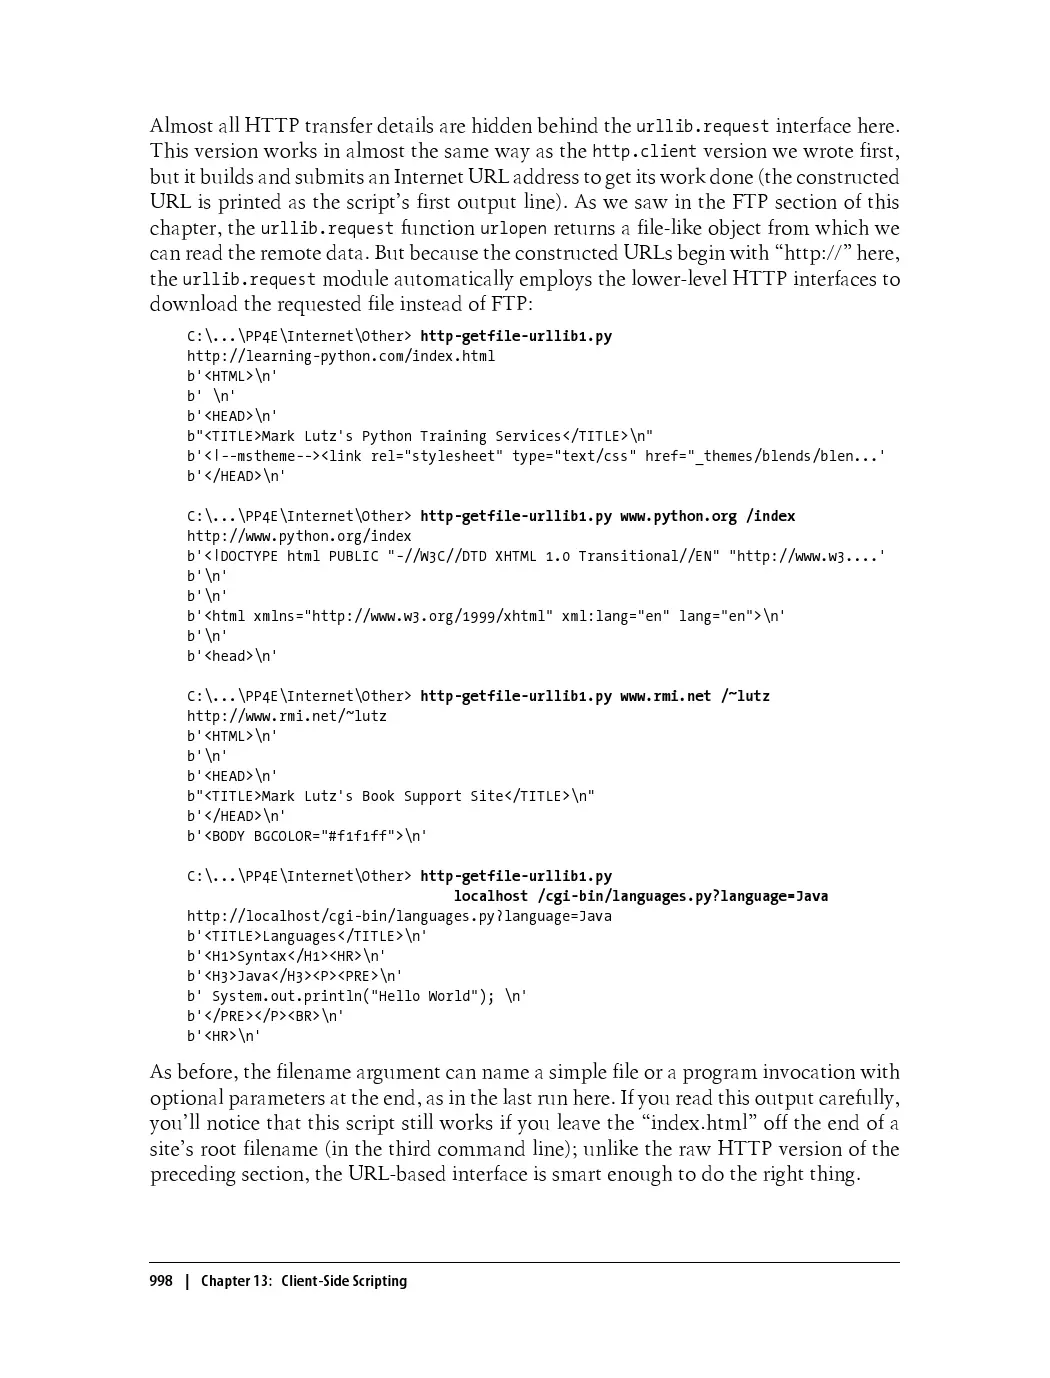 Almost all HTTP transfer details are hidden behind the urllib.request interface here.
This version works in almost the same way as the http.client version we wrote first,
but it builds and submits an Internet URL address to get its work done (the constructed
URL is printed as the script's first output line). As we saw in the FTP section of this
chapter, the urllib.request function urlopen returns a file-like object from which we
can read the remote data. But because the constructed URLs begin with “http://” here,
the urllib.request module automatically employs the lower-level HTTP interfaces to
download the requested file instead of FTP:
C:\...\PP4E\Internet\Other> http-getfile-urllib1.py
http://learning-python.com/index.html
b'<HTML>\n'
b' \n'
b'<HEAD>\n'
b"<TITLE>Mark Lutz's Python Training Services</TITLE>\n"
b'<!--mstheme--><link rel="stylesheet" type="text/css" href="_themes/blends/blen...'
b'</HEAD>\n'
C:\...\PP4E\Internet\Other> http-getfile-urllib1.py www.python.org /index
http://www.python.org/index
b'<!DOCTYPE html PUBLIC "-//W3C//DTD XHTML 1.0 Transitional//EN" "http://www.w3....'
b'\n'
b'\n'
b'<html xmlns="http://www.w3.org/1999/xhtml" xml:lang="en" lang="en">\n'
b'\n'
b'<head>\n'
C:\...\PP4E\Internet\Other> http-getfile-urllib1.py www.rmi.net /~lutz
http://www.rmi.net/~lutz
b'<HTML>\n'
b'\n'
b'<HEAD>\n'
b"<TITLE>Mark Lutz's Book Support Site</TITLE>\n"
b'</HEAD>\n'
b'<BODY BGCOLOR="#f1f1ff">\n'
C:\...\PP4E\Internet\Other> http-getfile-urllib1.py
localhost /cgi-bin/languages.py?language=Java
http://localhost/cgi-bin/languages.py?language=Java
b'<TITLE>Languages</TITLE>\n'
b'<H1>Syntax</H1><HR>\n'
b'<H3>Java</H3><P><PRE>\n'
b' System.out.println("Hello World"); \n'
b'</PRE></P><BR>\n'
b'<HR>\n'
As before, the filename argument can name a simple file or a program invocation with
optional parameters at the end, as in the last run here. If you read this output carefully,
you'll notice that this script still works if you leave the “index.html” off the end of a
site's root filename (in the third command line); unlike the raw HTTP version of the
preceding section, the URL-based interface is smart enough to do the right thing.
998 | Chapter 13: Client-Side Scripting